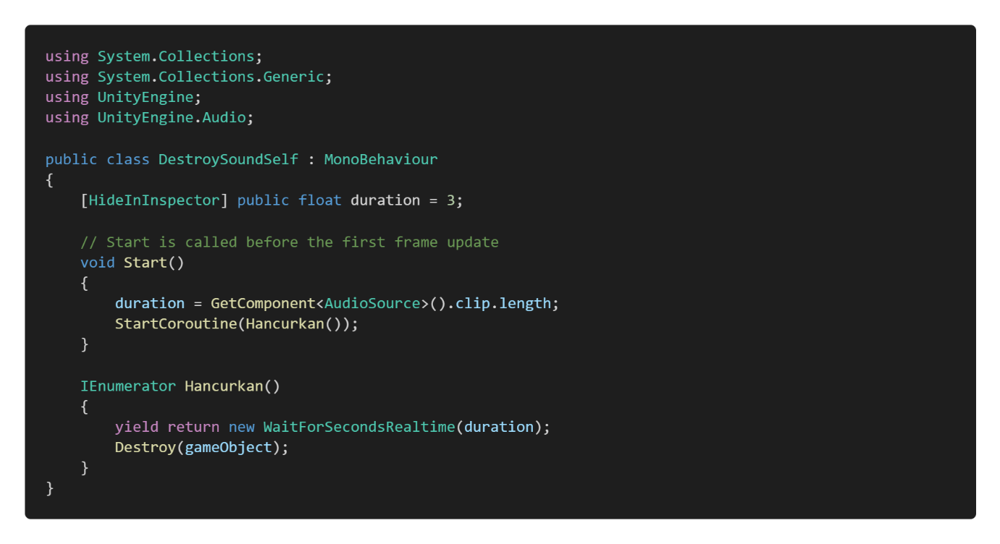 using System.Collections;
using System.Collections.Generic;
using UnityEngine;
using UnityEngine.Audio;

public class DestroySoundSelf : MonoBehaviour
{
    [HideInInspector] public float duration = 3;

    // Start is called before the first frame update
    void Start()
    {
        duration = GetComponent<AudioSource>().clip.length;
        StartCoroutine(Hancurkan());
    }

    IEnumerator Hancurkan()
    {
        yield return new WaitForSecondsRealtime(duration);
        Destroy(gameObject);
    }
}